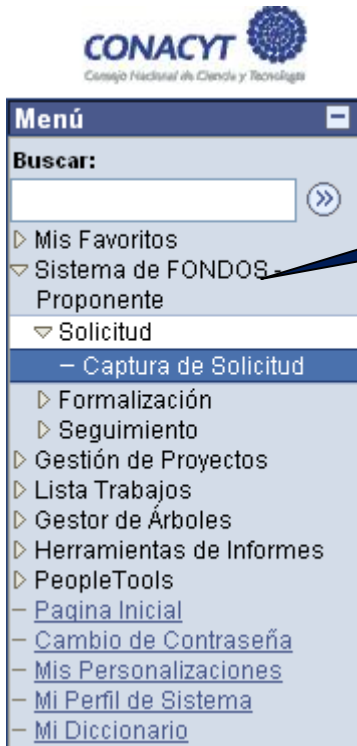 CONACYT
Consejo Nacional de Ciencia y Tecnología
Menú
Buscar:
Mis Favoritos
Sistema de FONDOS -
Proponente
Solicitud
– Captura de Solicitud
Formalización
Seguimiento
Gestión de Proyectos
Lista Trabajos
Gestor de Árboles
Herramientas de Informes
PeopleTools
– Pagina Inicial
– Cambio de Contraseña
– Mis Personalizaciones
– Mi Perfil de Sistema
– Mi Diccionario